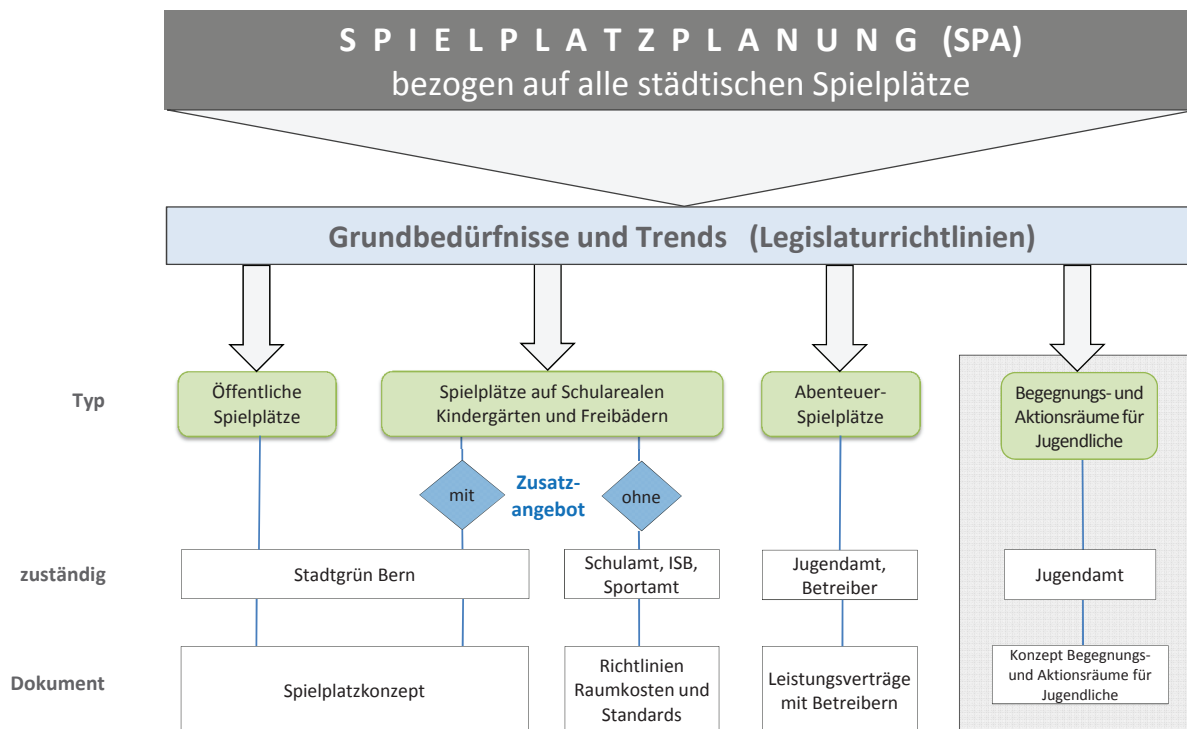 S P I E L P L A T Z P L A N U N G (SPA)
bezogen auf alle städtischen Spielplätze
Grundbedürfnisse und Trends (Legislaturrichtlinien)
Typ
Öffentliche
Spielplätze
Spielplätze auf Schularealen
Kindergärten und Freibädern
Abenteuer-
Spielplätze
Begegnungs- und
Aktionsräume für
Jugendliche
mit
Zusatz-
angebot
ohne
zuständig
Stadtgrün Bern
Schulamt, ISB,
Sportamt
Jugendamt,
Betreiber
Jugendamt
Dokument
Spielplatzkonzept
Richtlinien
Raumkosten und
Standards
Leistungsverträge
mit Betreibern
Konzept Begegnungs-
und Aktionsräume für
Jugendliche